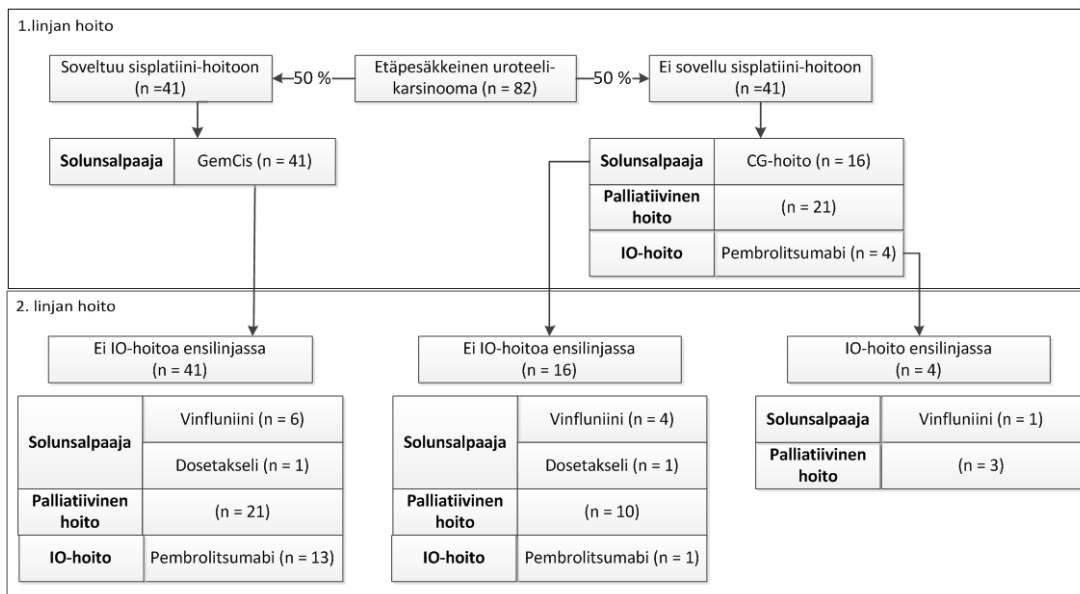 1.linjan hoito
Soveltuu sisplatiini-hoitoon
(n =41)
50 %
Etäpesäkkeinen uroteeli-
karsinooma (n = 82)
50 %
Ei sovellu sisplatiini-hoitoon
(n =41)
Solunsalpaaja
GemCis (n = 41)
Solunsalpaaja
CG-hoito (n = 16)
Palliatiivinen
hoito
(n = 21)
IO-hoito
Pembrolitsumabi (n = 4)
2. linjan hoito
Ei IO-hoitoa ensilinjassa
(n = 41)
Solunsalpaaja
Vinfluniini (n = 6)
Dosetakseli (n = 1)
Palliatiivinen
hoito
(n = 21)
IO-hoito
Pembrolitsumabi (n = 13)
Ei IO-hoitoa ensilinjassa
(n = 16)
Solunsalpaaja
Vinfluniini (n = 4)
Dosetakseli (n = 1)
Palliatiivinen
hoito
(n = 10)
IO-hoito
Pembrolitsumabi (n = 1)
IO-hoito ensilinjassa
(n = 4)
Solunsalpaaja
Vinfluniini (n = 1)
Palliatiivinen
hoito
(n = 3)